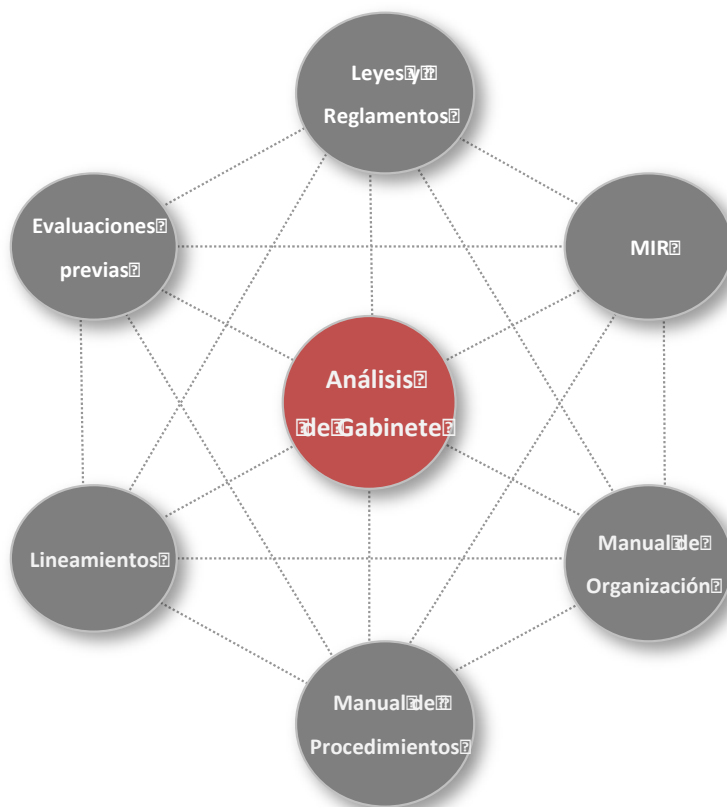 Leyes y
Reglamentos
Evaluaciones
previas
MIR
Análisis
de Gabinete
Lineamientos
Manual de
Organización
Manual de
Procedimientos